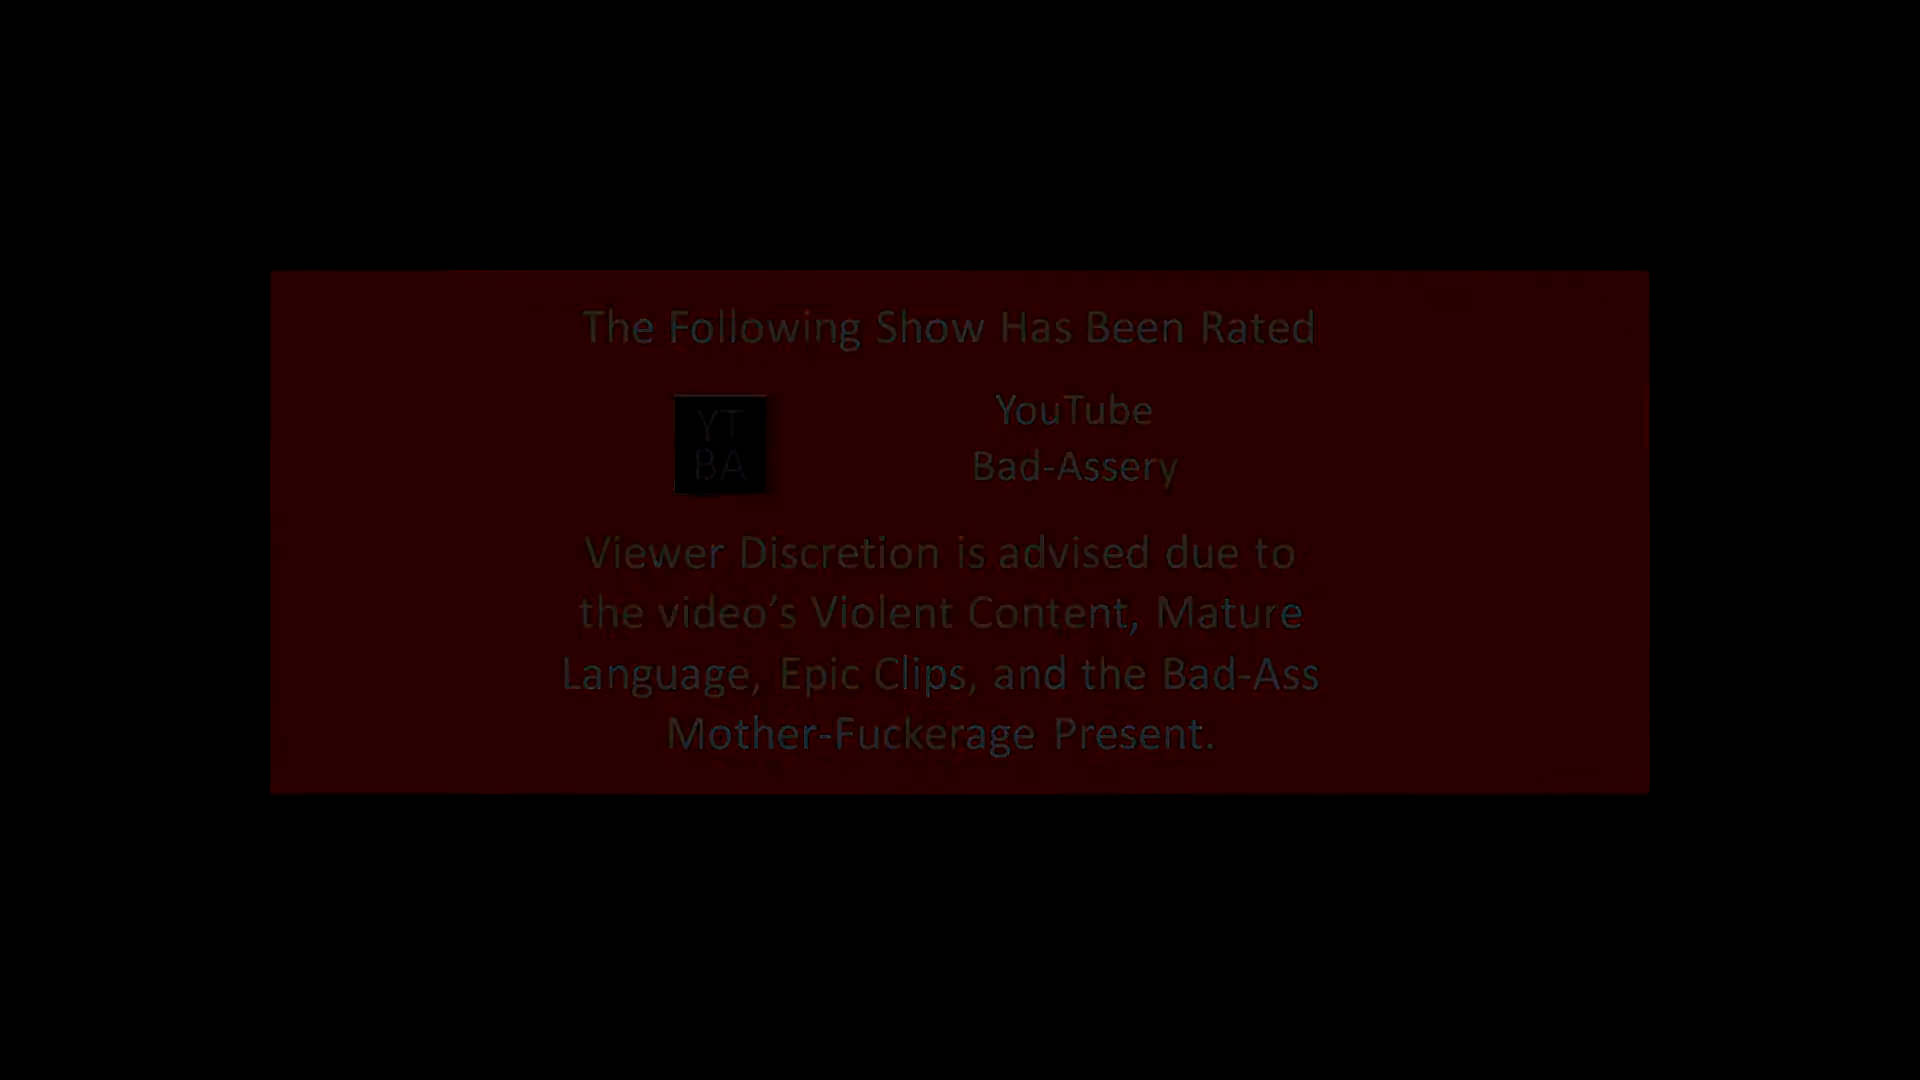 The Following Show Has Been Rated
YT
BA
YouTube
Bad-Assery
Viewer Discretion is advised due to
the video’s Violent Content, Mature
Language, Epic Clips, and the Bad-Ass
Mother-Fuckerage Present.